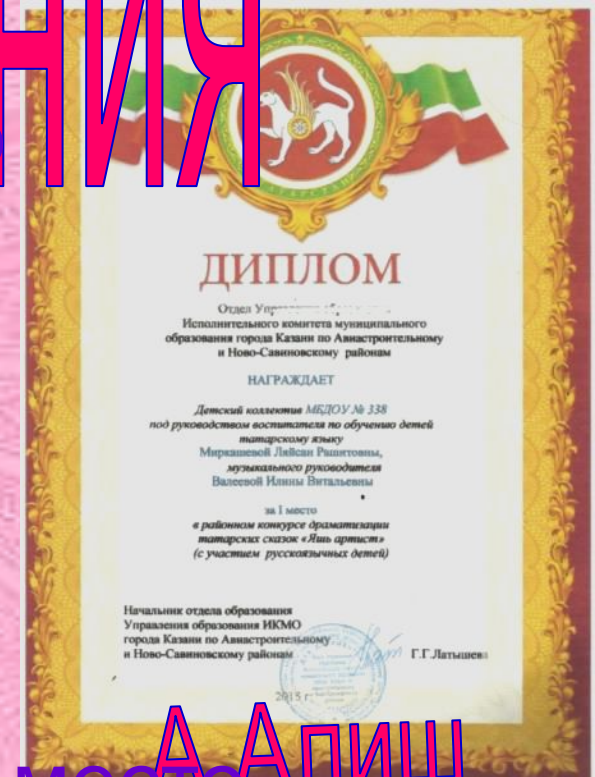 НИЯ
ТАТАРСТАН
ДИПЛОМ
Отдел
Исполнительного комитета муниципального
образования города Казани по Авиастроительному
и Ново-Савиновскому районам
НАГРАЖДАЕТ
Детский коллектив МБДОУ № 338
под руководством воспитателя по обучению детей
татарскому языку
Миркашевой Ляйсан Рашитовны,
музыкального руководителя
Валеевой Илины Витальевны
за I место
в районном конкурсе драматизации
татарских сказок «Яшь артист»
(с участием русскоязычных детей)
Начальник отдела образования
Управления образования ИКМО
города Казани по Авиастроительному
и Ново-Савиновскому районам Г.Г.Латышева
2015 г.
А Апиш
место